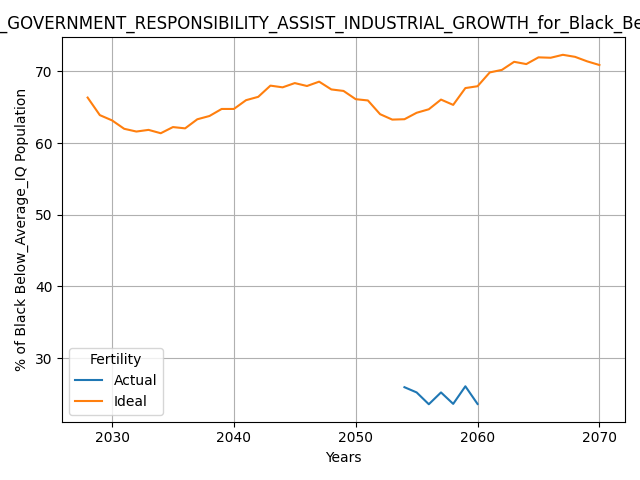 _GOVERNMENT_RESPONSIBILITY_ASSIST_INDUSTRIAL_GROWTH_for_Black_Be
% of Black Below_Average_IQ Population
70
60
50
40
30
Fertility
Actual
Ideal
2030 2040 2050 2060 2070
Years